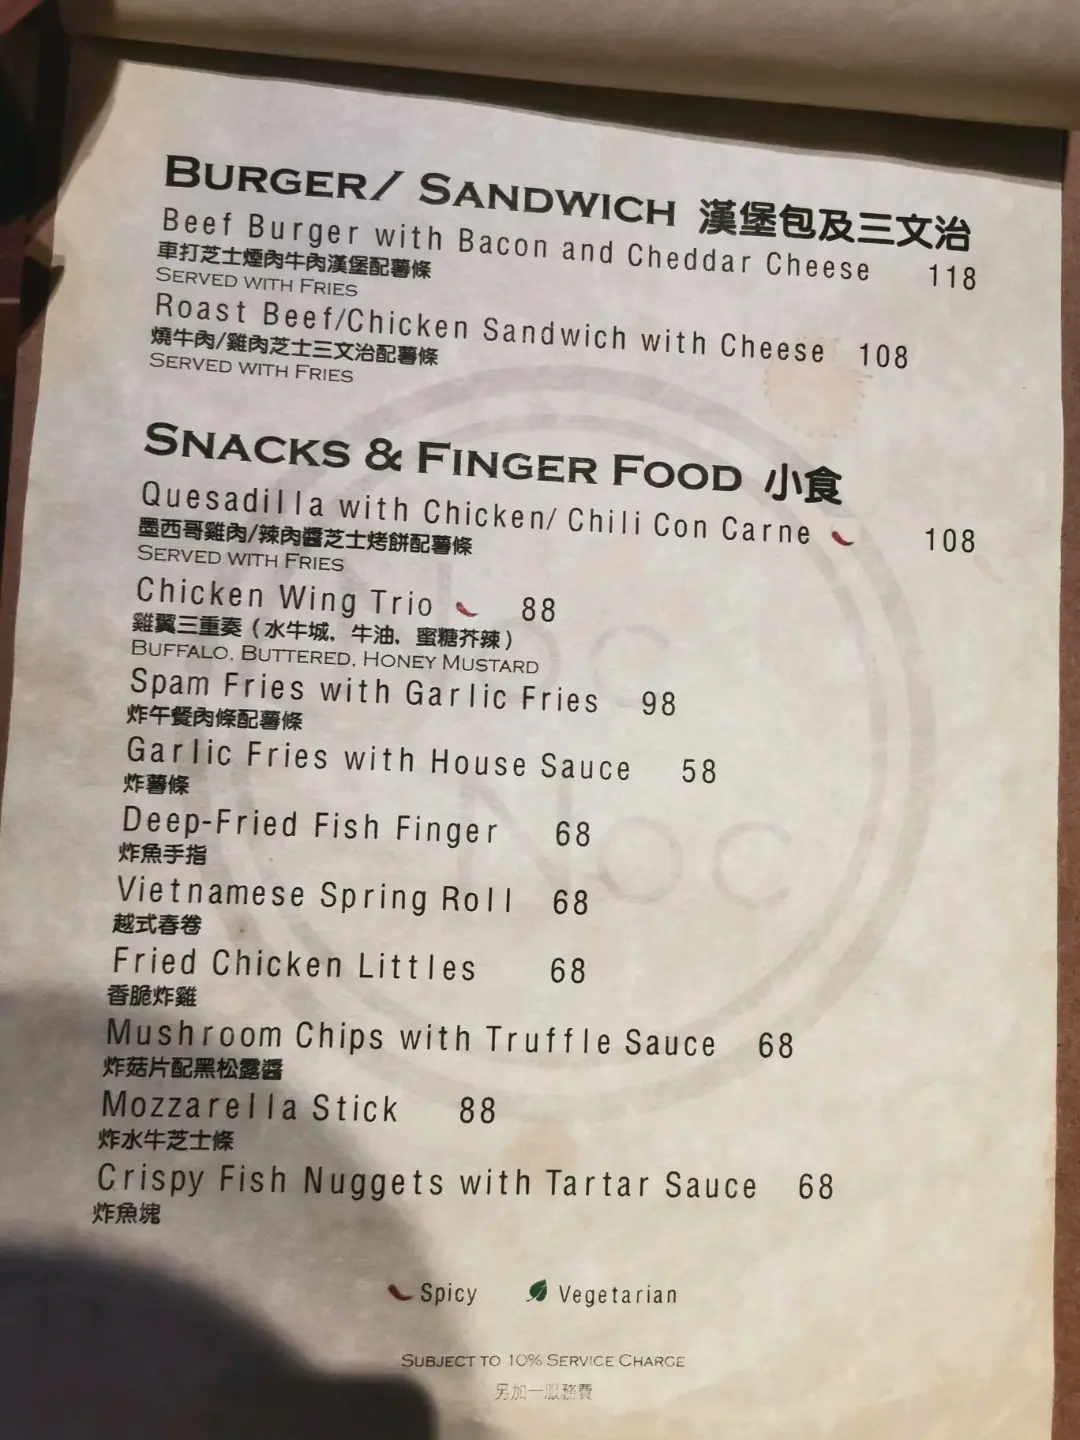 BURGER/ SANDWICH 漢堡包及三文治
Beef Burger with Bacon and Cheddar Cheese 118
車打芝士煙肉牛肉漢堡配薯條
SERVED WITH FRIES
Roast Beef/Chicken Sandwich with Cheese 108
燒牛肉/雞肉芝士三文治配薯條
SERVED WITH FRIES
SNACKS & FINGER FOOD 小食
Quesadilla with Chicken/ Chili Con Carne 108
墨西哥雞肉/辣肉醬芝士烤餅配薯條
SERVED WITH FRIES
Chicken Wing Trio 88
雞翼三重奏（水牛城, 牛油, 蜜糖芥辣）
BUFFALO, BUTTERED, HONEY MUSTARD
Spam Fries with Garlic Fries 98
炸午餐肉條配薯條
Garlic Fries with House Sauce 58
炸薯條
Deep-Fried Fish Finger 68
炸魚手指
Vietnamese Spring Roll 68
越式春卷
Fried Chicken Littles 68
香脆炸雞
Mushroom Chips with Truffle Sauce 68
炸菇片配黑松露醬
Mozzarella Stick 88
炸水牛芝士條
Crispy Fish Nuggets with Tartar Sauce 68
炸魚塊
Spicy Vegetarian
SUBJECT TO 10% SERVICE CHARGE
另加一服務費